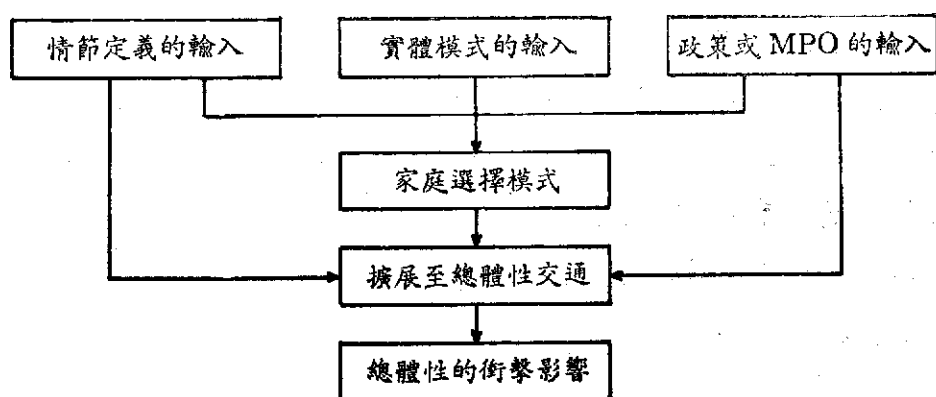 情節定義的輸入
實體模式的輸入
政策或 MPO 的輸入
家庭選擇模式
擴展至總體性交通
總體性的衝擊影響